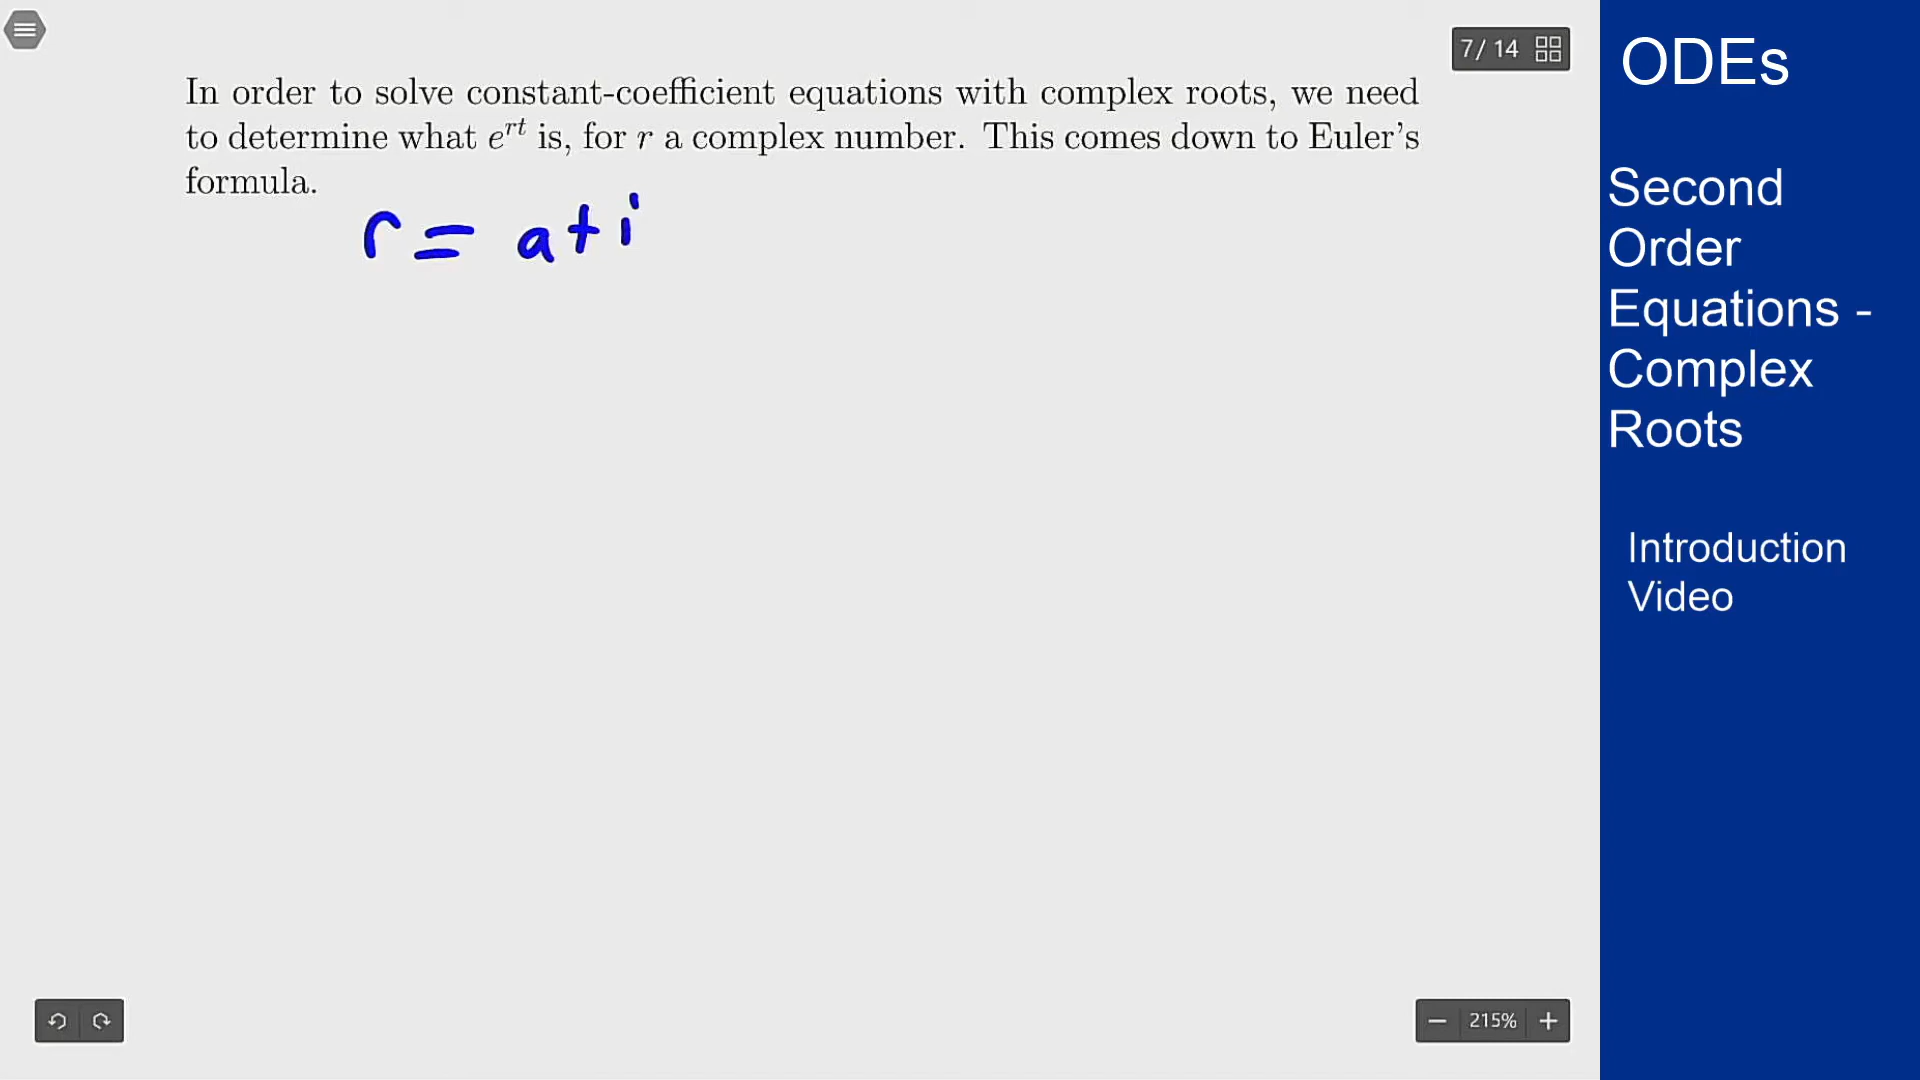 7/ 14
In order to solve constant-coefficient equations with complex roots, we need
to determine what e^{rt} is, for r a complex number. This comes down to Euler's
formula.
r = a + i
215%
ODEs
Second
Order
Equations -
Complex
Roots
Introduction
Video